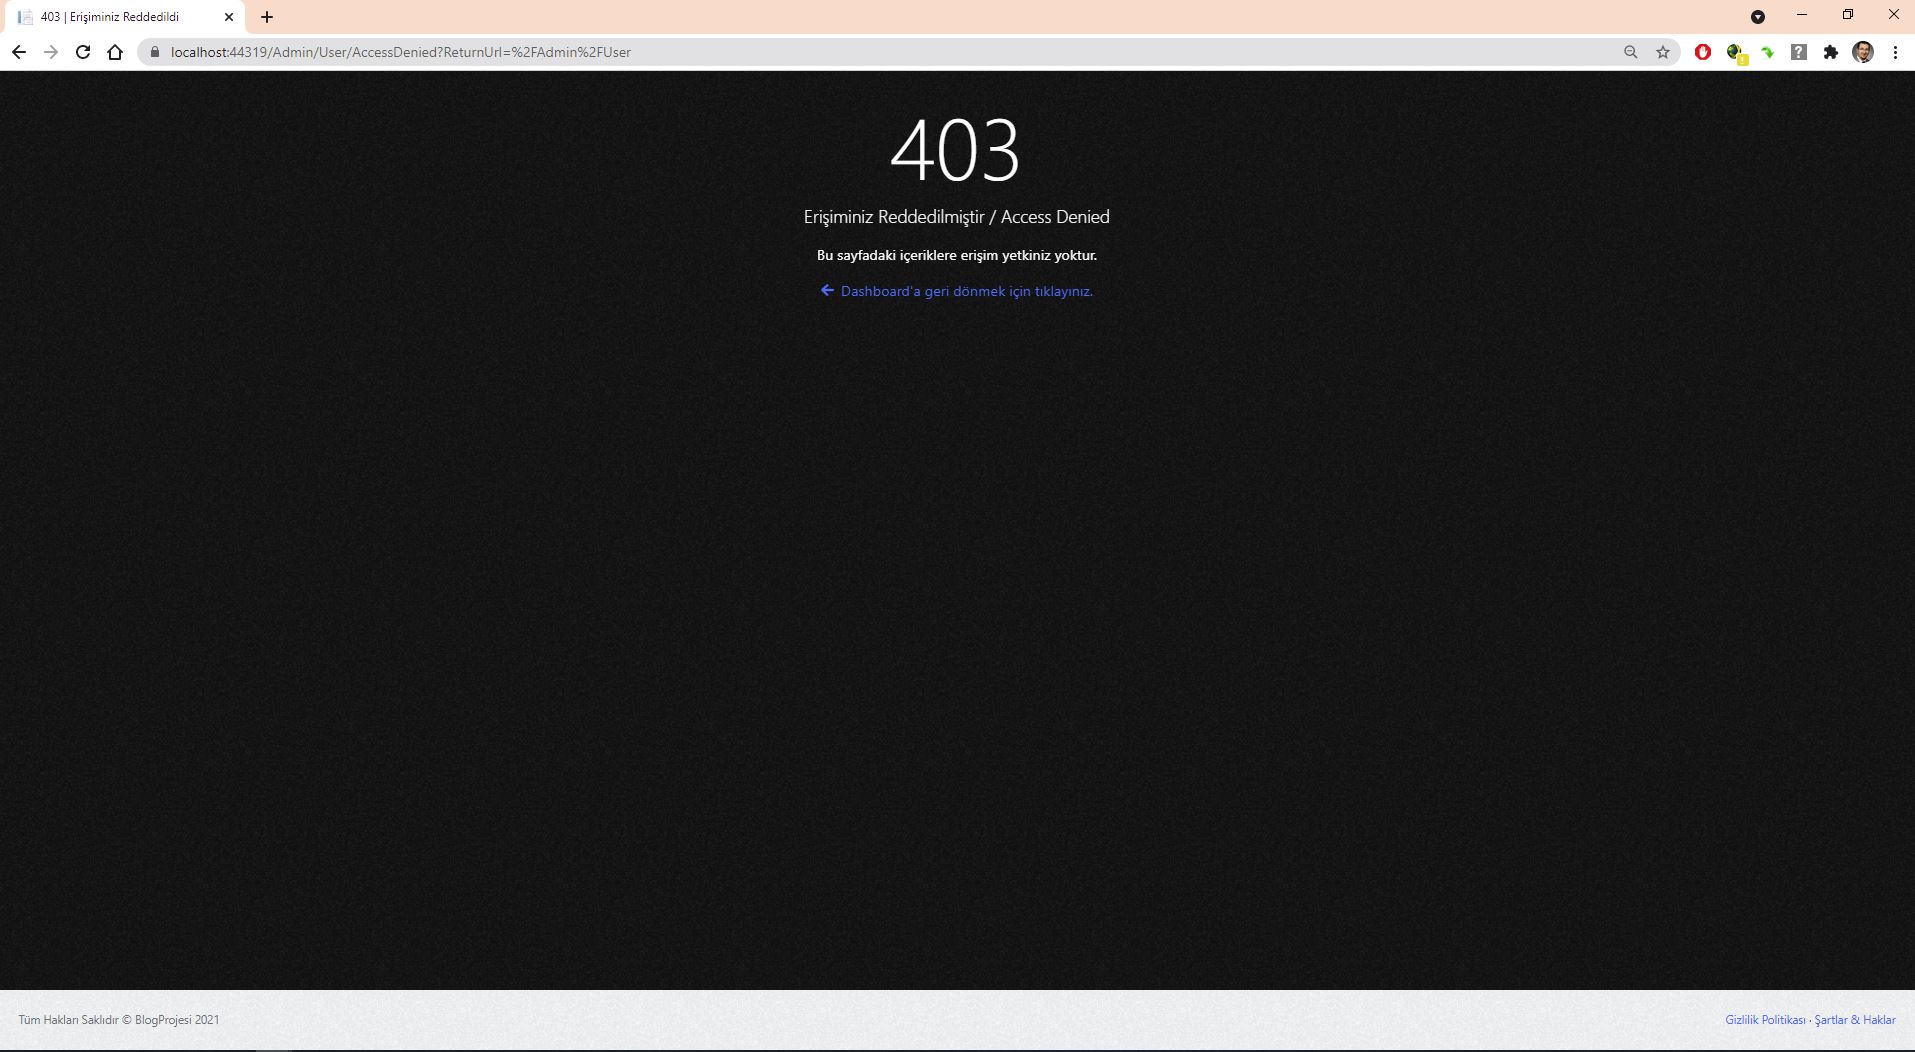 403 | Erişiminiz Reddedildi
localhost:44319/Admin/User/AccessDenied?ReturnUrl=%2FAdmin%2FUser
403
Erişiminiz Reddedilmiştir / Access Denied
Bu sayfadaki içeriklere erişim yetkiniz yoktur.
Dashboard'a geri dönmek için tıklayınız.
Tüm Hakları Saklıdır © BlogProjesi 2021
Gizlilik Politikası · Şartlar & Haklar